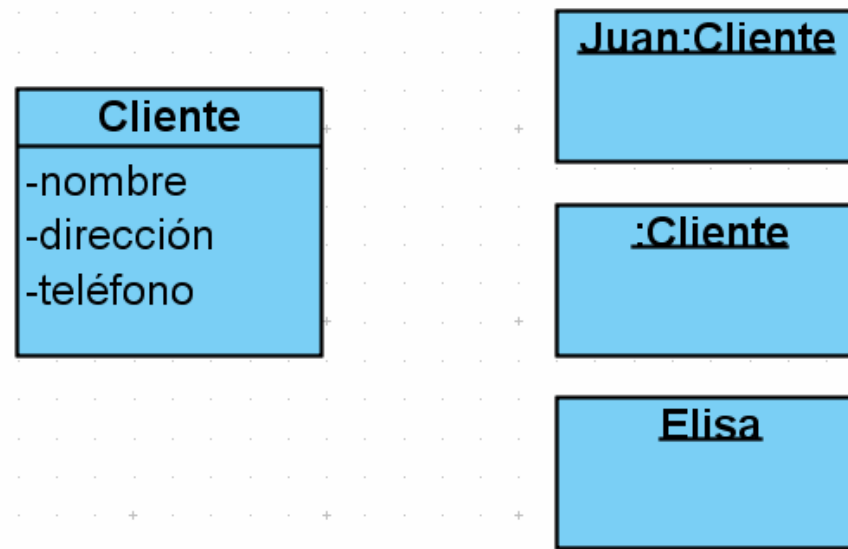 Cliente
-nombre
-dirección
-teléfono
Juan:Cliente
:Cliente
Elisa